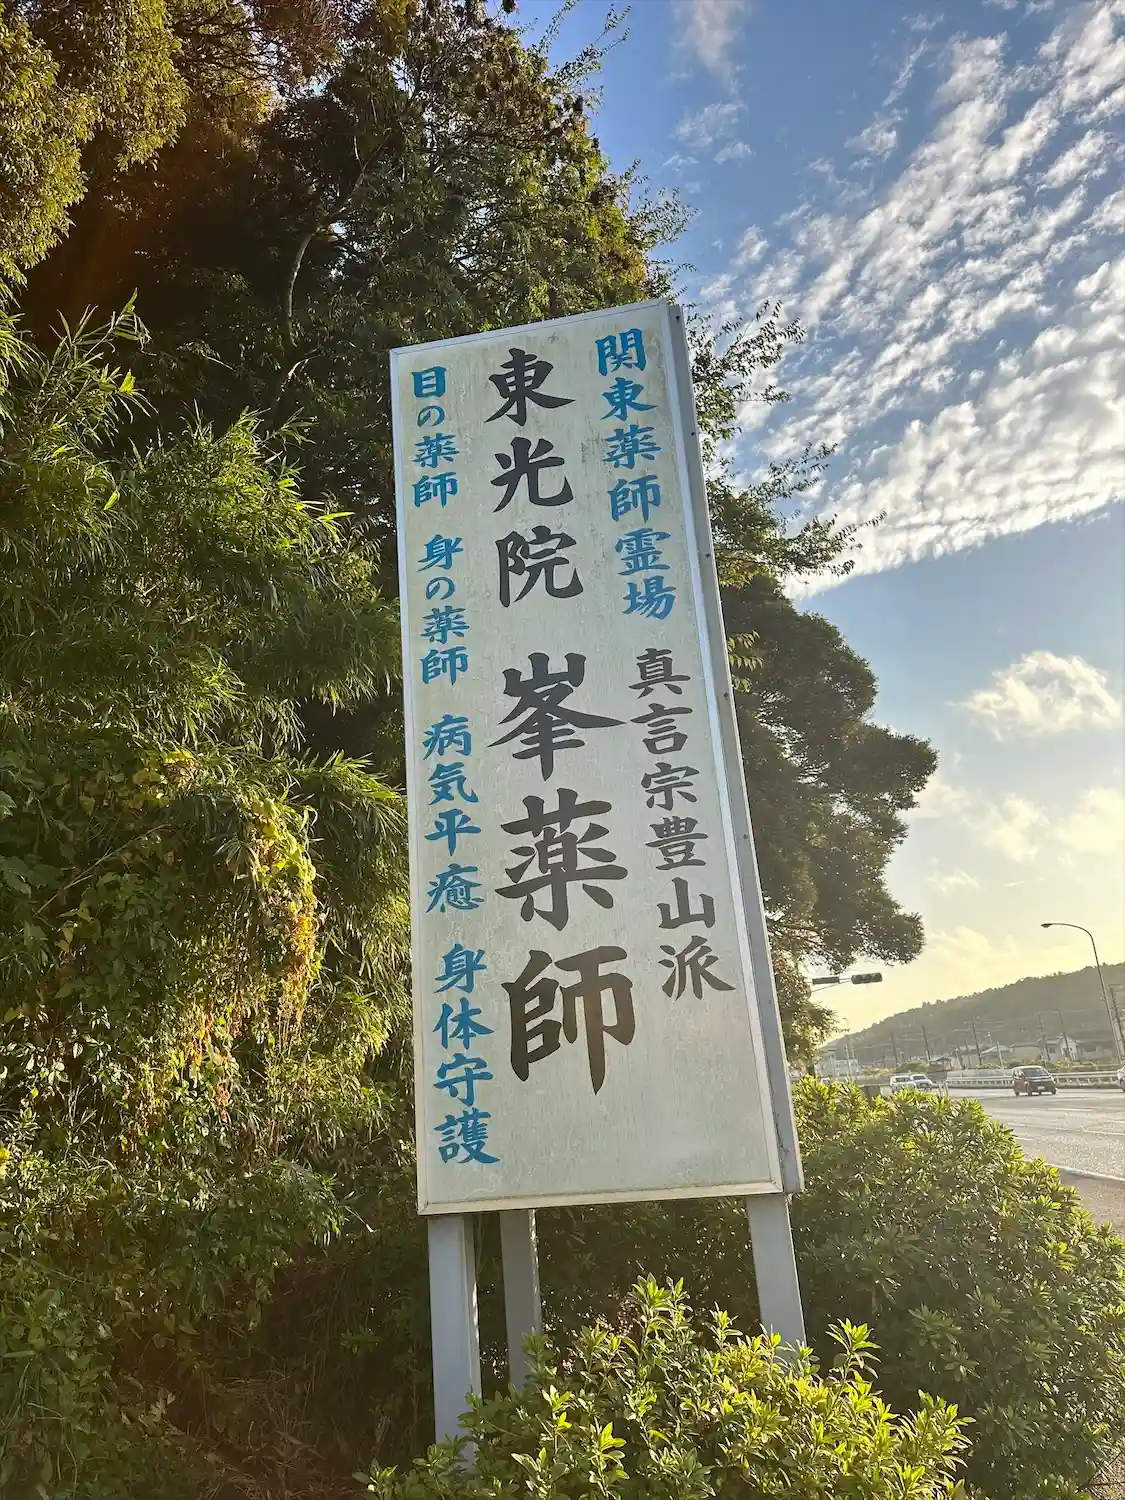 関東薬師霊場 真言宗豊山派
東光院 峯薬師
目の薬師 身の薬師 病気平癒 身体守護